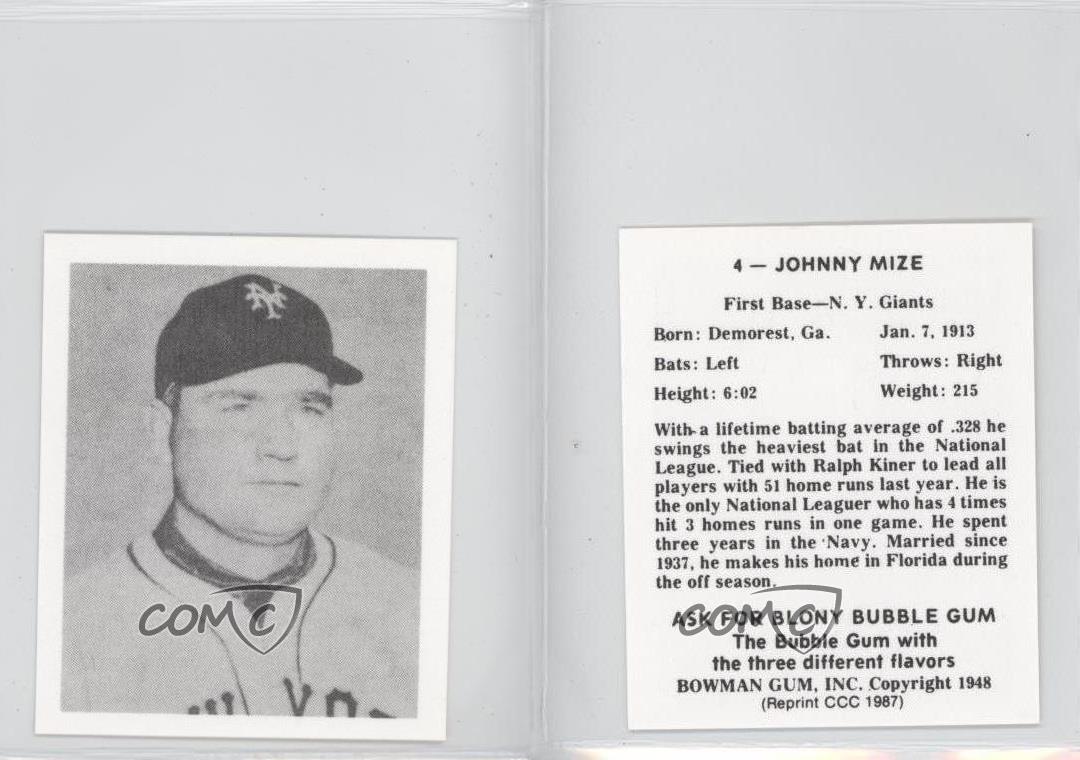 NY
COMC
4 — JOHNNY MIZE
First Base—N. Y. Giants
Born: Demorest, Ga. Jan. 7, 1913
Bats: Left Throws: Right
Height: 6:02 Weight: 215
With a lifetime batting average of .328 he
swings the heaviest bat in the National
League. Tied with Ralph Kiner to lead all
players with 51 home runs last year. He is
the only National Leaguer who has 4 times
hit 3 homes runs in one game. He spent
three years in the Navy. Married since
1937, he makes his home in Florida during
the off season.
ASK FOR BLONY BUBBLE GUM
COMC
The Bubble Gum with
the three different flavors
BOWMAN GUM, INC. Copyright 1948
(Reprint CCC 1987)